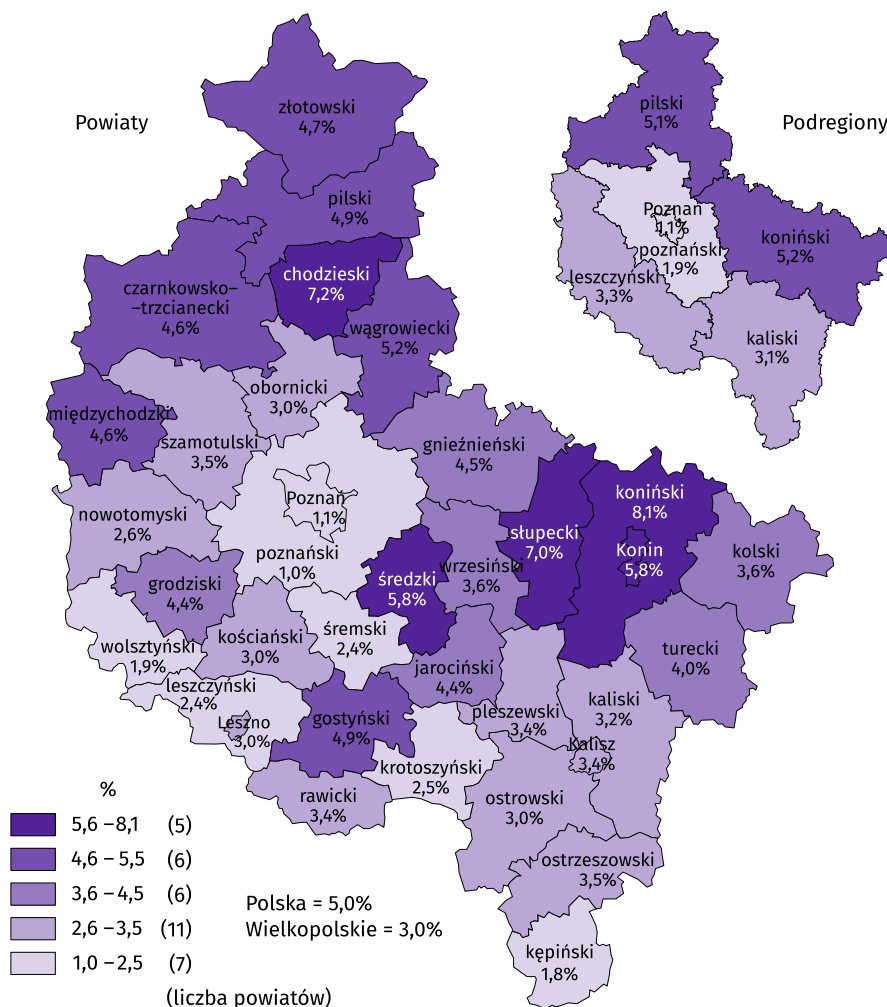 Powiaty
złotowski
4,7%
pilski
4,9%
chodzieski
7,2%
czarnkowsko–
–trzcianecki
4,6%
wągrowiecki
5,2%
obornicki
3,0%
międzychodzki
4,6%
szamotulski
3,5%
gnieźnieński
4,5%
Poznań
1,1%
poznański
1,0%
nowotomyski
2,6%
grodziski
4,4%
słupecki
7,0%
koniński
8,1%
Konin
5,8%
kolski
3,6%
wrzesiński
3,6%
średzki
5,8%
śremski
2,4%
kościański
3,0%
wolsztyński
1,9%
leszczyński
2,4%
Leszno
3,0%
gostyński
4,9%
jarociński
4,4%
pleszewski
3,4%
kaliski
3,2%
Kalisz
3,4%
turecki
4,0%
krotoszyński
2,5%
rawicki
3,4%
ostrowski
3,0%
ostrzeszowski
3,5%
kępiński
1,8%
Podregiony
pilski
5,1%
Poznań
1,1%
poznański
1,9%
koniński
5,2%
leszczyński
3,3%
kaliski
3,1%
%
5,6 –8,1 (5)
4,6 –5,5 (6)
3,6 –4,5 (6)
2,6 –3,5 (11)
1,0 –2,5 (7)
(liczba powiatów)
Polska = 5,0%
Wielkopolskie = 3,0%